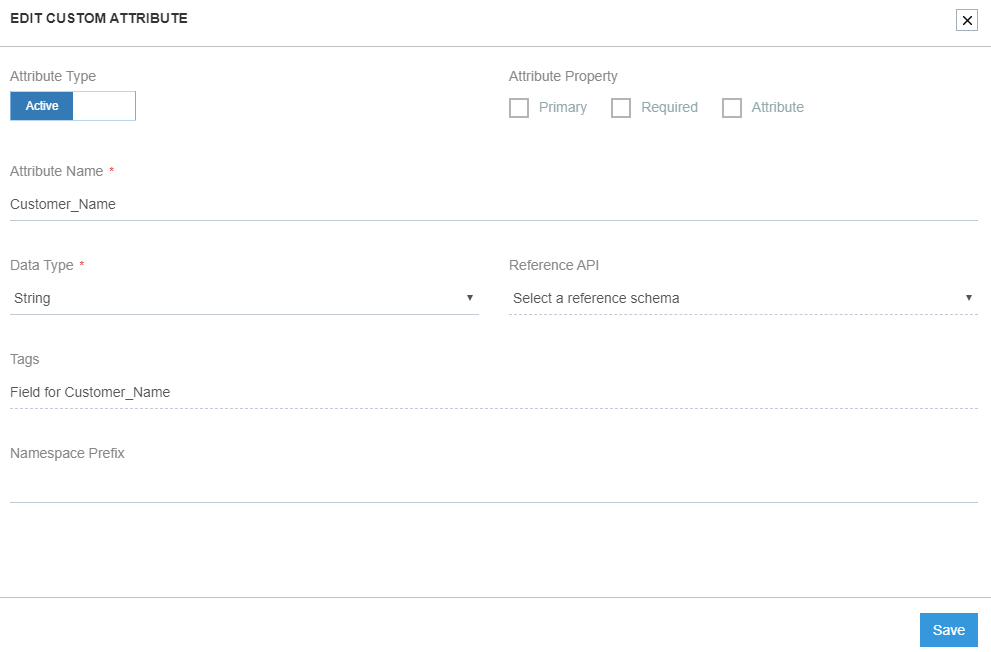 EDIT CUSTOM ATTRIBUTE
Attribute Type
Attribute Property
Active
Primary
Required
Attribute
Attribute Name *
Customer_Name
Data Type *
Reference API
String
Select a reference schema
Tags
Field for Customer_Name
Namespace Prefix
Save